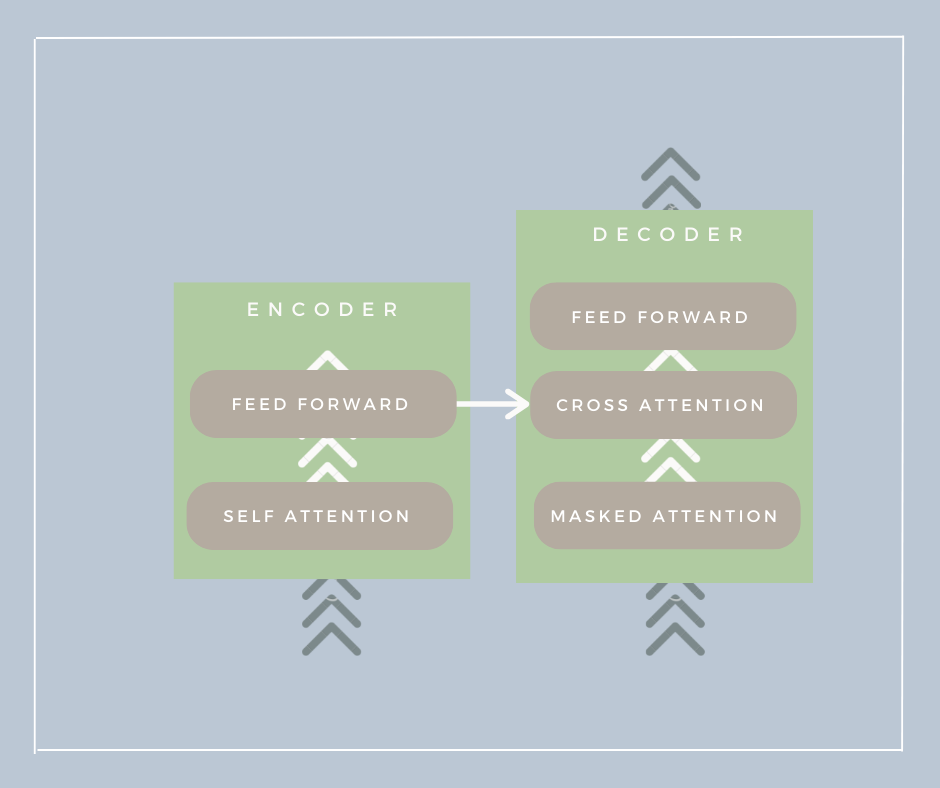 ENCODER
FEED FORWARD
SELF ATTENTION
DECODER
FEED FORWARD
CROSS ATTENTION
MASKED ATTENTION